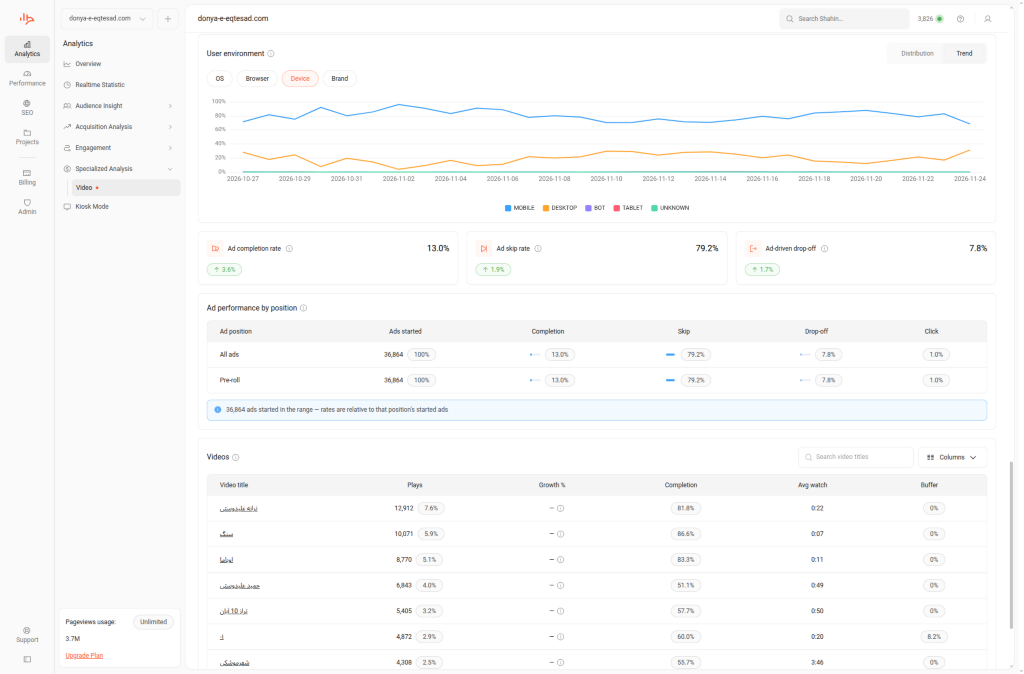 donya-e-eqtesad.com
donya-e-eqtesad.com
Search Shahin...
3,826
Analytics
Performance
SEO
Projects
Billing
Admin
Support
Analytics
Overview
Realtime Statistic
Audience Insight
Acquisition Analysis
Engagement
Specialized Analysis
Video
Kiosk Mode
Pageviews usage:
Unlimited
3.7M
Upgrade Plan
User environment
Distribution Trend
OS Browser Device Brand
100%
80%
60%
40%
20%
0%
2026-10-27 2026-10-29 2026-10-31 2026-11-02 2026-11-04 2026-11-06 2026-11-08 2026-11-10 2026-11-12 2026-11-14 2026-11-16 2026-11-18 2026-11-20 2026-11-22 2026-11-24
MOBILE DESKTOP BOT TABLET UNKNOWN
Ad completion rate 13.0%
3.6%
Ad skip rate 79.2%
1.9%
Ad-driven drop-off 7.8%
1.7%
Ad performance by position
Ad position Ads started Completion Skip Drop-off Click
All ads 36,864 100% 13.0% 79.2% 7.8% 1.0%
Pre-roll 36,864 100% 13.0% 79.2% 7.8% 1.0%
36,864 ads started in the range — rates are relative to that position's started ads
Videos
Search video titles
Columns
Video title Plays Growth % Completion Avg watch Buffer
ترانه علیدوستی 12,912 7.6% – 81.8% 0:22 0%
سنگ 10,071 5.9% – 86.6% 0:07 0%
اوباما 8,770 5.1% – 83.3% 0:11 0%
حمید علیدوستی 6,843 4.0% – 51.1% 0:49 0%
تراز 10 آبان 5,405 3.2% – 57.7% 0:50 0%
4,872 2.9% – 60.0% 0:20 8.2%
شهرموشکی 4,308 2.5% – 55.7% 3:46 0%